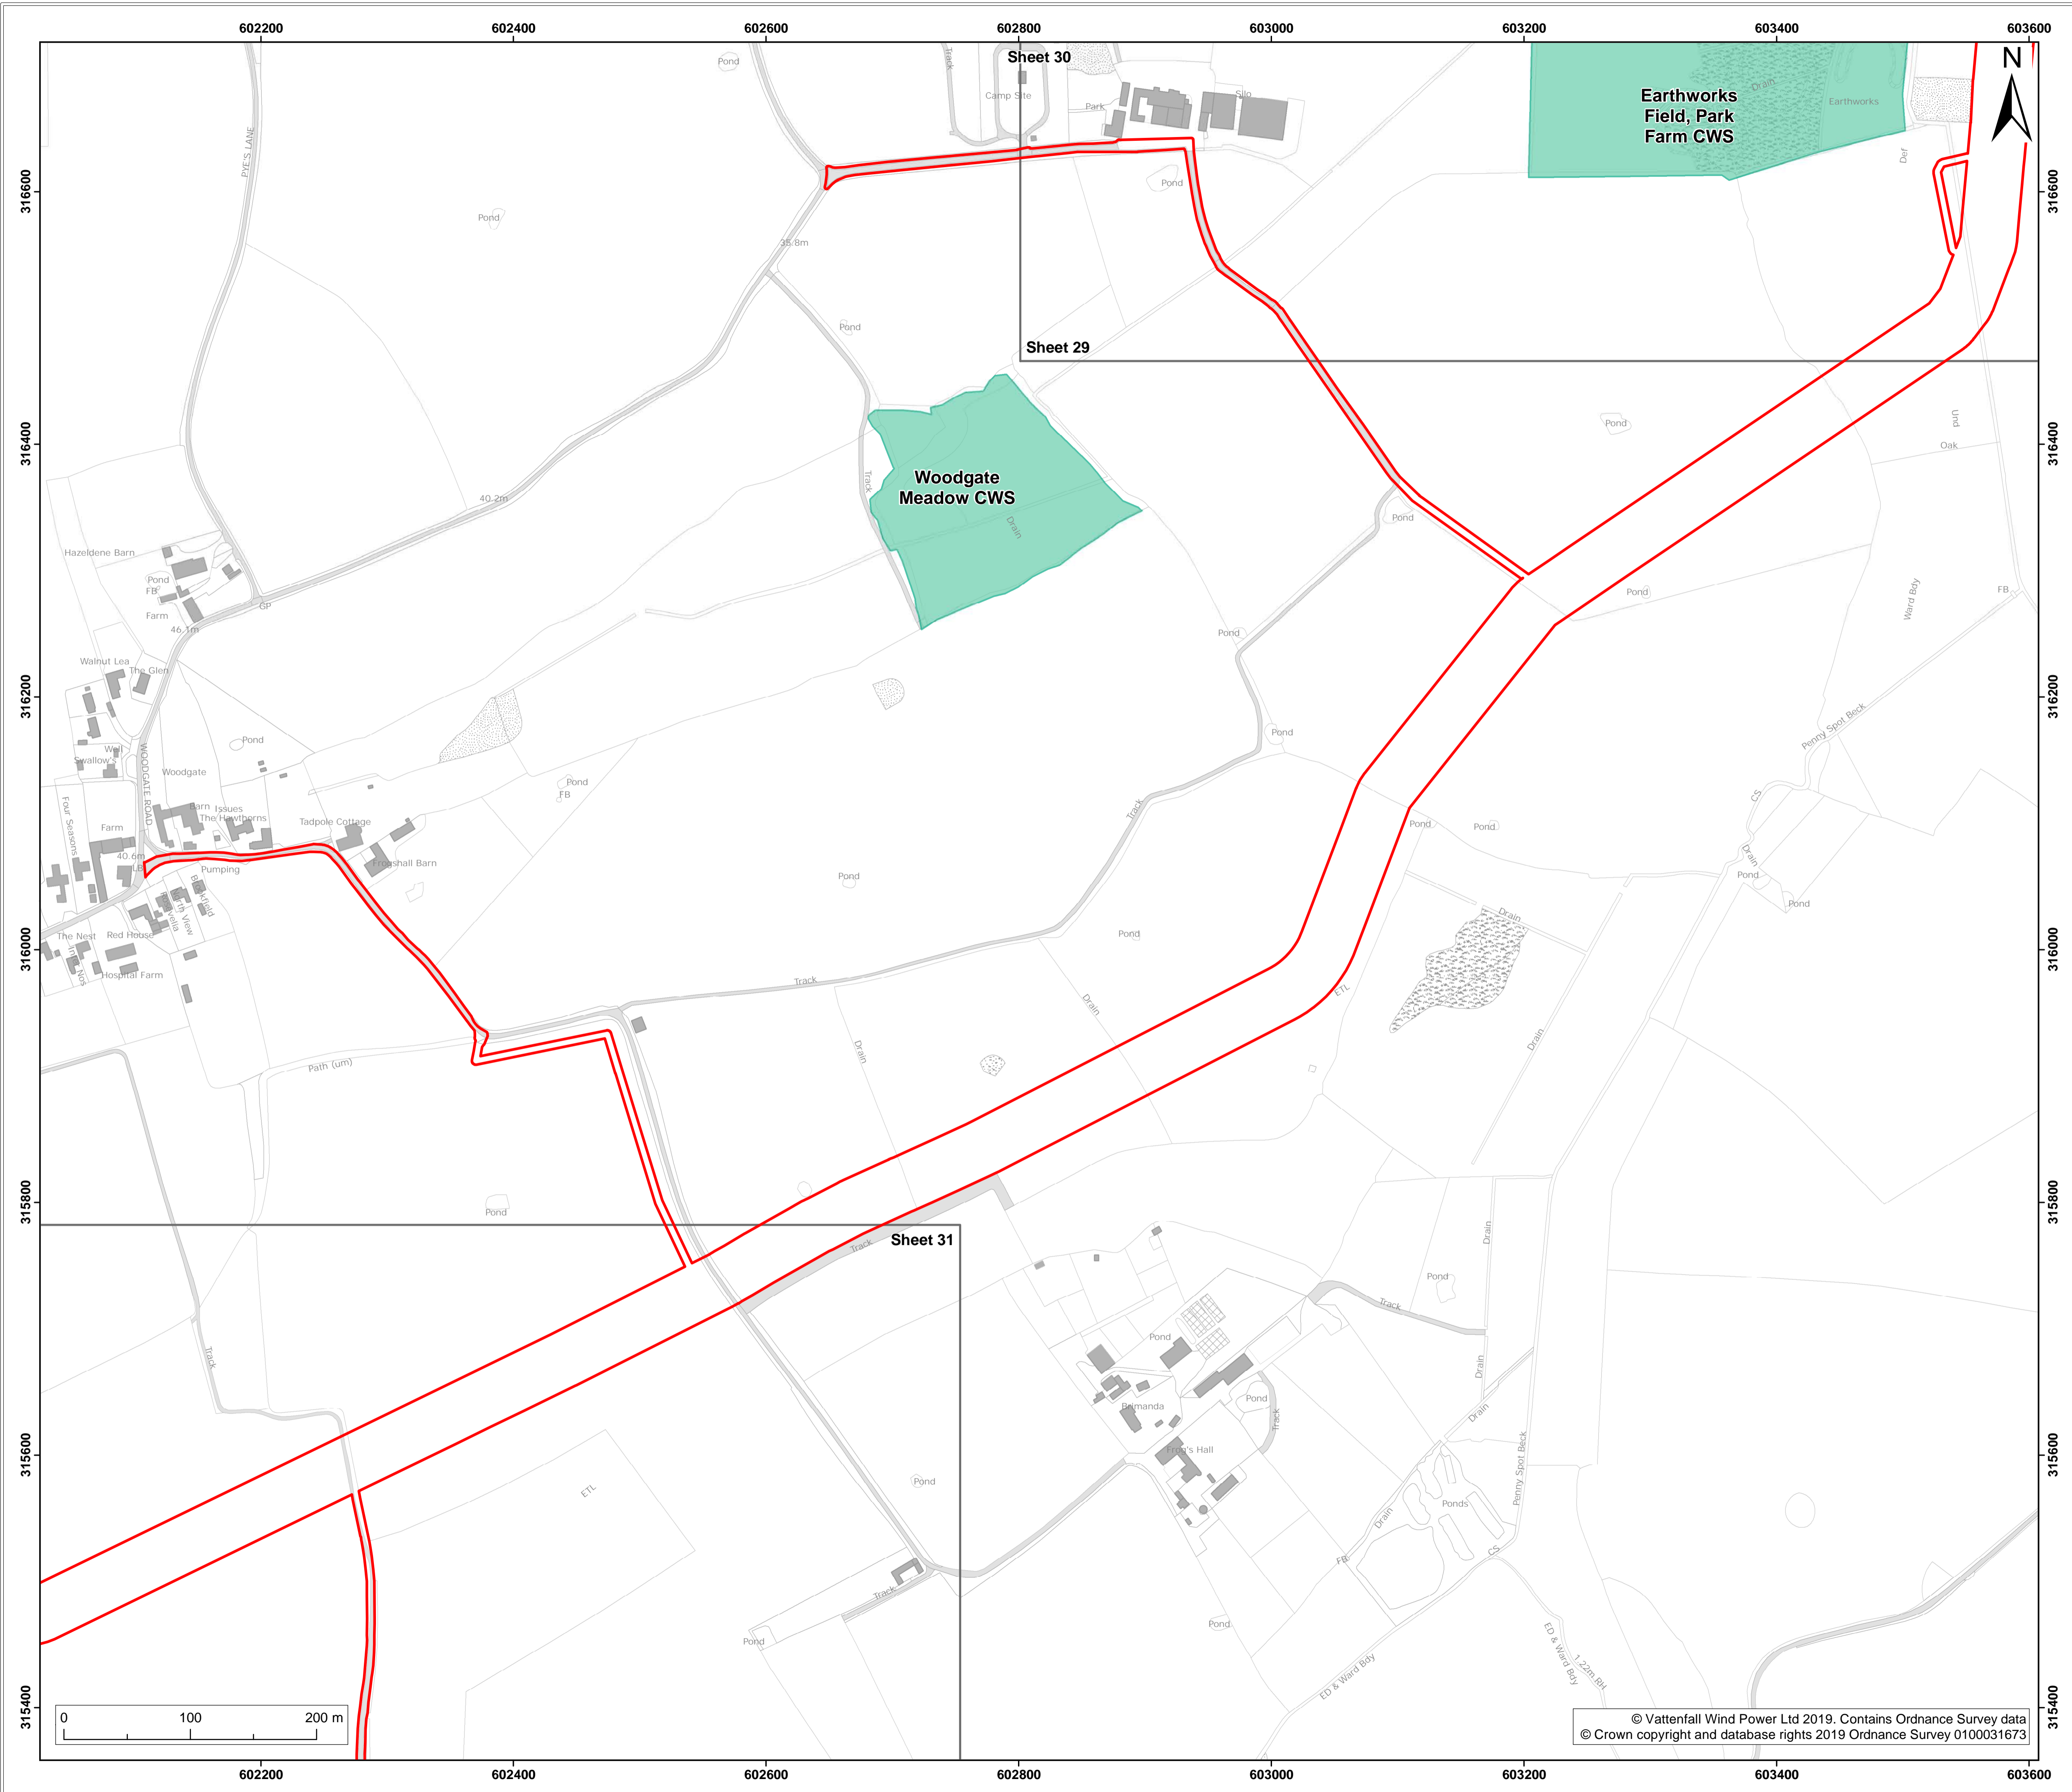 602200
602400
602600
602800
603000
603200
603400
603600
N
316600
316400
316200
316000
315800
315600
315400
316600
316400
316200
316000
315800
315600
315400
Sheet 30
Pond
Track
Camp Site
Park
Silo
Drain
Earthworks
Earthworks
Field, Park
Farm CWS
PYE'S LANE
Def
Pond
Pond
38.8m
Pond
Sheet 29
Und
Pond
Oak
Track
Woodgate
Meadow CWS
Drain
40.2m
Pond
Hazeldene Barn
Pond
FB
Farm
GP
46.1m
Pond
Ward Bdy
FB
Pond
Walnut Lea
The Glen
Pond
Well
Swallow's
WOODGATE ROAD
Woodgate
Pond
Penny Spot Beck
Pond
FB
CS
Four Seasons
Barn
Issues
The Hawthorns
Tadpole Cottage
Farm
Track
Pond
Pond
40.6m
LB
Pumping
Frogshall Barn
Drain
Pond
Pond
Pond
Drain
North View
The Nest
Red House
Hospital Farm
Pond
Track
ETL
Drain
Drain
Drain
Path (um)
Pond
Sheet 31
Track
Drain
Pond
Track
Track
Pond
Drain
Brimanda
Pond
Track
Drain
Frog's Hall
Penny Spot Beck
Pond
ETL
Ponds
Drain
FB
CS
Track
Pond
Pond
ED & Ward Bdy
ED & Ward Bdy
1.22m RH
0
100
200 m
© Vattenfall Wind Power Ltd 2019. Contains Ordnance Survey data
© Crown copyright and database rights 2019 Ordnance Survey 0100031673
602200
602400
602600
602800
603000
603200
603400
603600